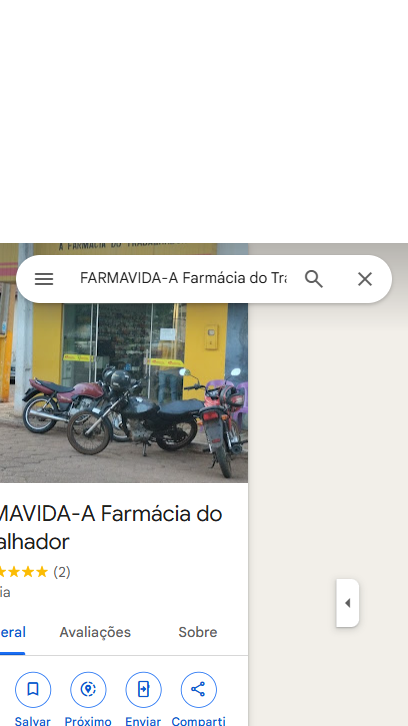 A FARMÁCIA DO TRABALHADOR
FARMAVIDA-A Farmácia do Tra
MAVIDA-A Farmácia do
alhador
(2)
ia
eral Avaliações Sobre
Salvar Próximo Enviar Comparti